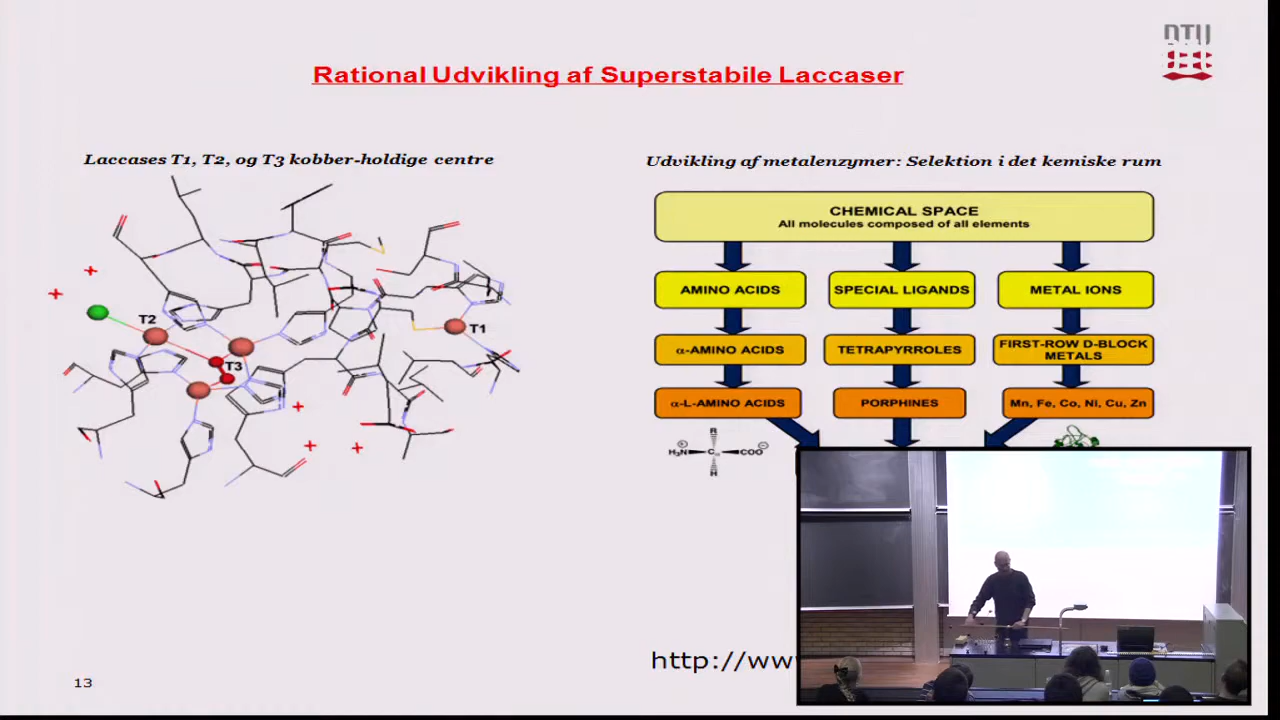 DTU
Rational Udvikling af Superstabile Laccaser
Laccases T1, T2, og T3 kobber-holdige centre
Udvikling af metalenzymer: Selektion i det kemiske rum
CHEMICAL SPACE
All molecules composed of all elements
AMINO ACIDS
SPECIAL LIGANDS
METAL IONS
α-AMINO ACIDS
TETRAPYRROLES
FIRST-ROW D-BLOCK
METALS
α-L-AMINO ACIDS
PORPHINES
Mn, Fe, Co, Ni, Cu, Zn
T2
T3
T1
R
H₃N
Cα
COO
H
http://ww
13